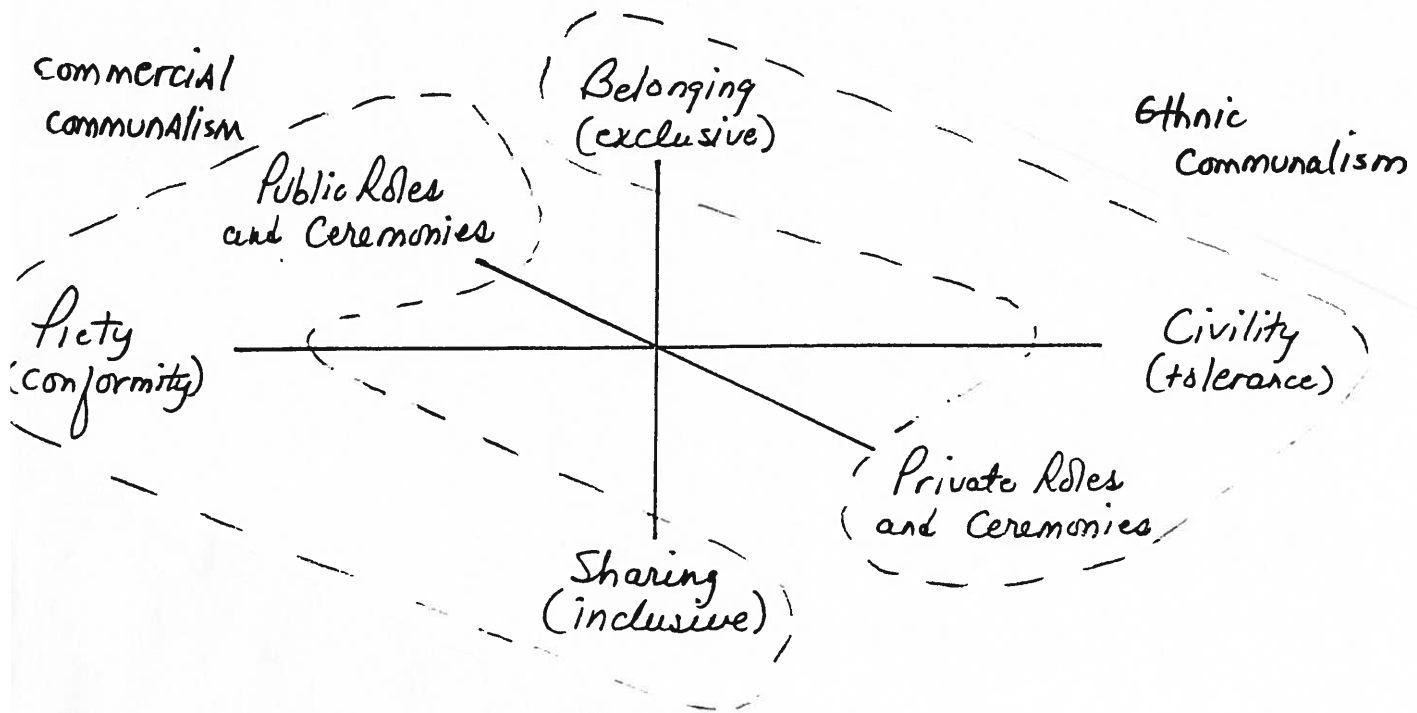 commercial
communalism
Belonging
(exclusive)
Ethnic
Communalism
Public Roles
and Ceremonies
Piety
(conformity)
Civility
(tolerance)
Private Roles
and Ceremonies
Sharing
(inclusive)